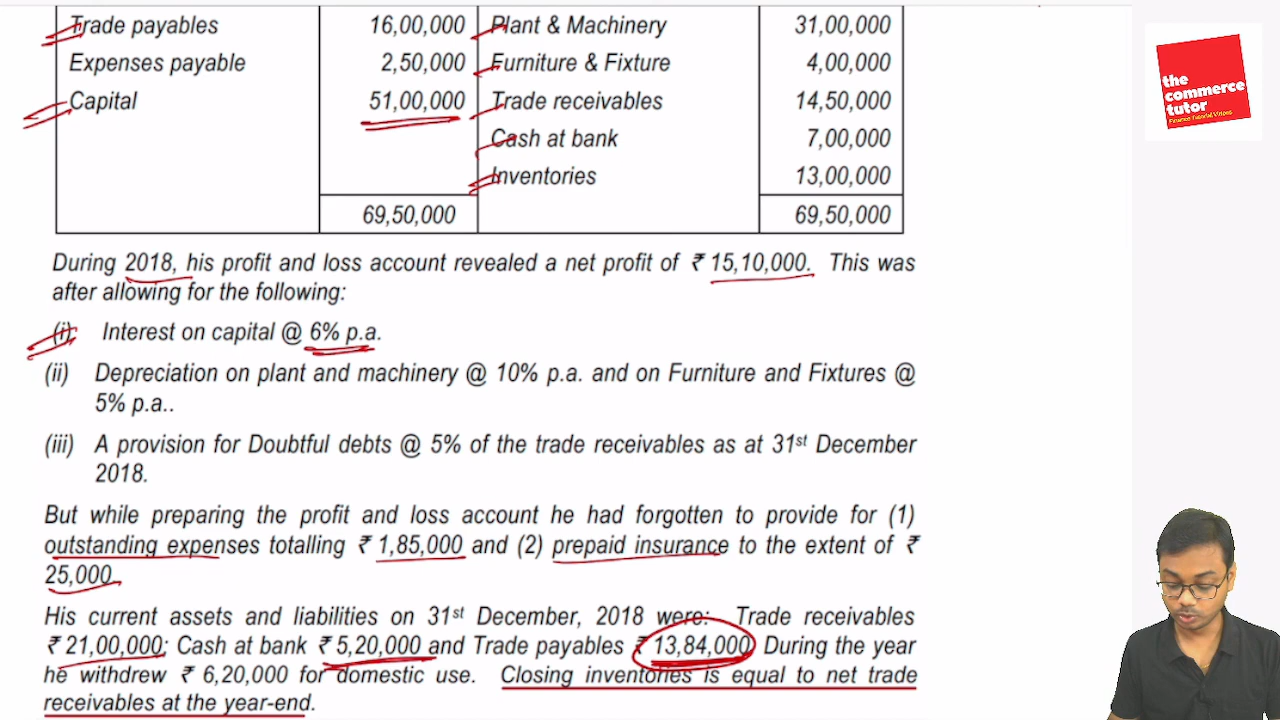 Trade payables 16,00,000 Plant & Machinery 31,00,000
Expenses payable 2,50,000 Furniture & Fixture 4,00,000
Capital 51,00,000 Trade receivables 14,50,000
Cash at bank 7,00,000
Inventories 13,00,000
69,50,000 69,50,000
During 2018, his profit and loss account revealed a net profit of ₹ 15,10,000. This was
after allowing for the following:
(i) Interest on capital @ 6% p.a.
(ii) Depreciation on plant and machinery @ 10% p.a. and on Furniture and Fixtures @
5% p.a..
(iii) A provision for Doubtful debts @ 5% of the trade receivables as at 31st December
2018.
But while preparing the profit and loss account he had forgotten to provide for (1)
outstanding expenses totalling ₹ 1,85,000 and (2) prepaid insurance to the extent of ₹
25,000.
His current assets and liabilities on 31st December, 2018 were: Trade receivables
₹ 21,00,000; Cash at bank ₹ 5,20,000 and Trade payables ₹ 13,84,000 During the year
he withdrew ₹ 6,20,000 for domestic use. Closing inventories is equal to net trade
receivables at the year-end.
the
commerce
tutor
Finance Tutorial Visions